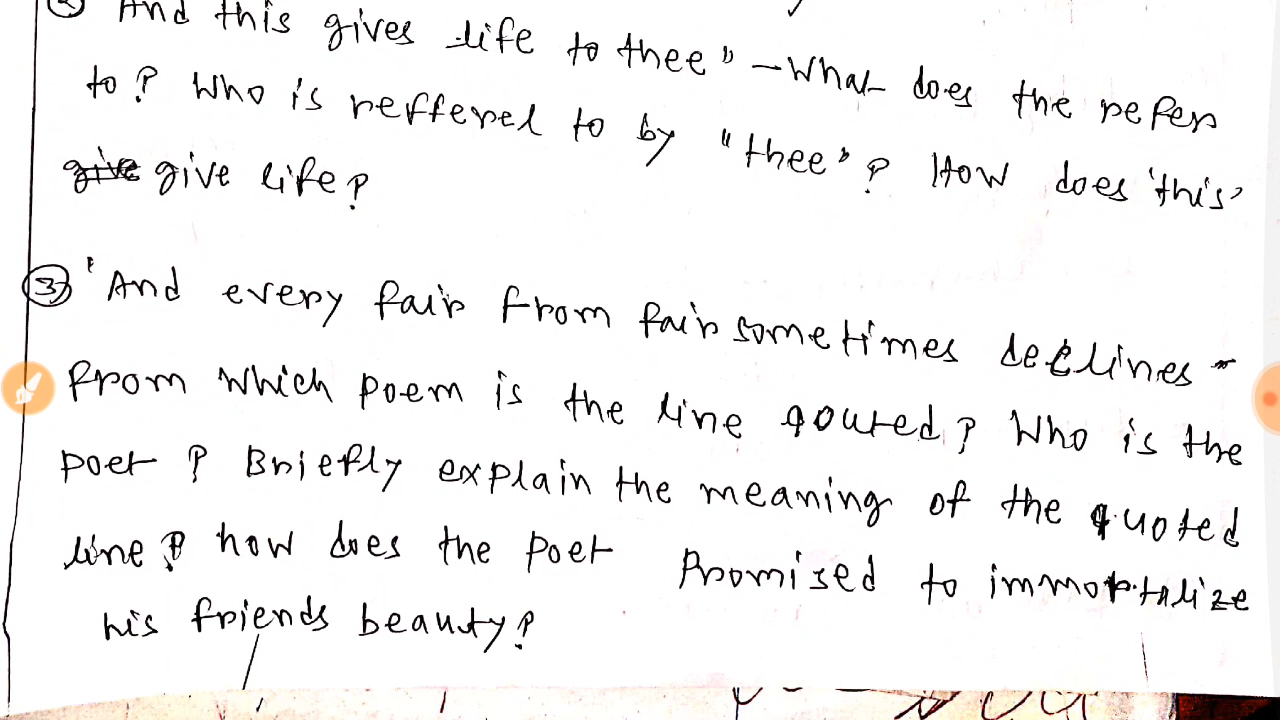 And this gives life to thee" - What does the refer
to? Who is reffered to by "thee"? How does 'this'
give give life?
③ 'And every fair from fair sometimes declines"
From which poem is the line qouted? Who is the
poet? Briefly explain the meaning of the quoted
line? how does the poet Promised to immortalize
his friends beauty?